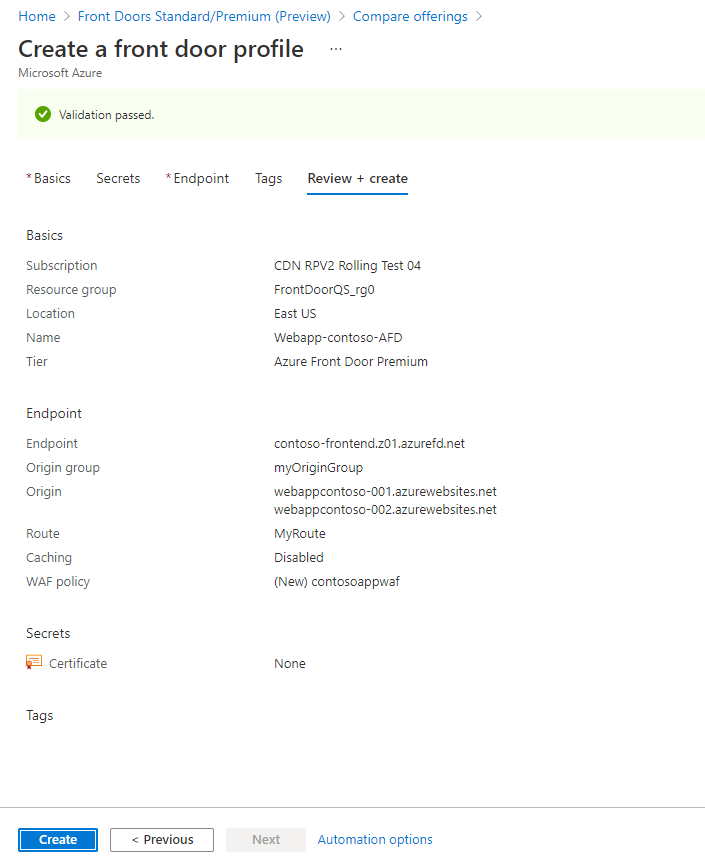 Home > Front Doors Standard/Premium (Preview) > Compare offerings >
Create a front door profile ...
Microsoft Azure
Validation passed.
* Basics Secrets * Endpoint Tags Review + create
Basics
Subscription CDN RPV2 Rolling Test 04
Resource group FrontDoorQS_rg0
Location East US
Name Webapp-contoso-AFD
Tier Azure Front Door Premium
Endpoint
Endpoint contoso-frontend.z01.azurefd.net
Origin group myOriginGroup
Origin webappcontoso-001.azurewebsites.net
webappcontoso-002.azurewebsites.net
Route MyRoute
Caching Disabled
WAF policy (New) contosoappwaf
Secrets
Certificate None
Tags
Create < Previous Next Automation options